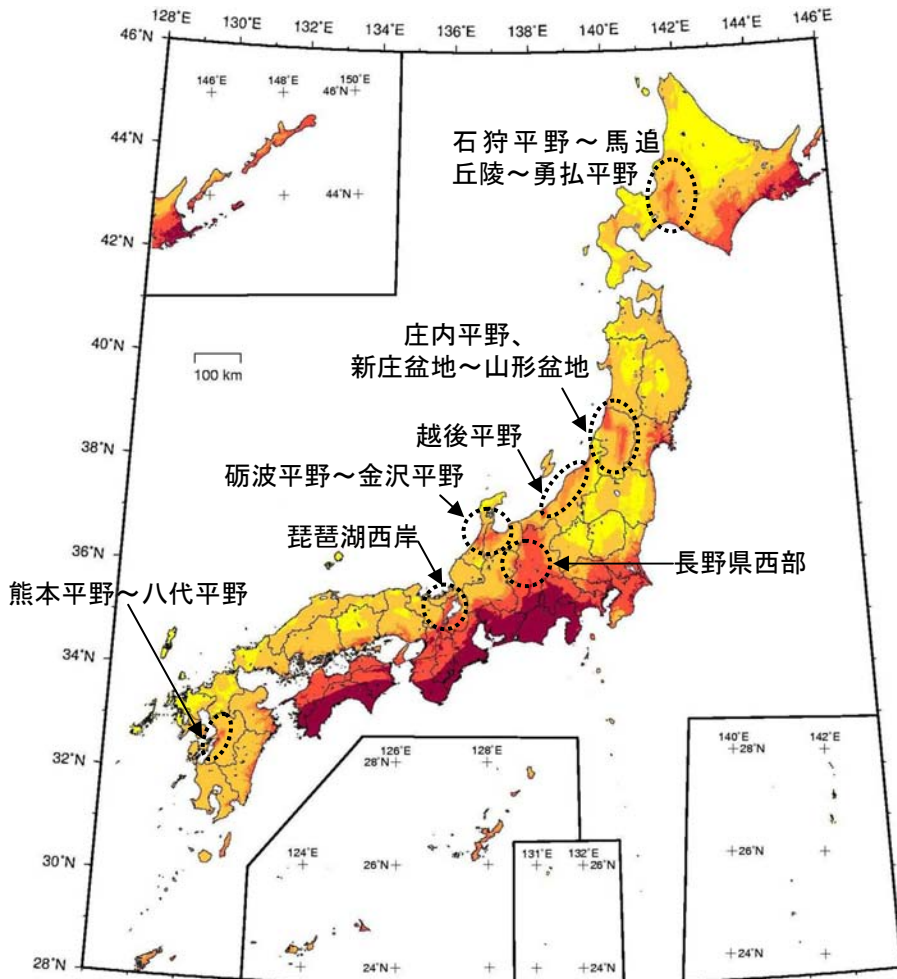 128°E 130°E 132°E 134°E 136°E 138°E 140°E 142°E 144°E 146°E
46°N
146°E 148°E 150°E
46°N
44°N
44°N
42°N
石狩平野～馬追
丘陵～勇払平野
40°N
100 km
庄内平野、
新庄盆地～山形盆地
38°N
越後平野
砺波平野～金沢平野
36°N
琵琶湖西岸
長野県西部
熊本平野～八代平野
34°N
32°N
126°E 128°E
28°N
140°E 142°E
28°N
30°N
124°E
26°N
131°E 132°E
26°N
26°N
28°N
24°N
24°N
24°N